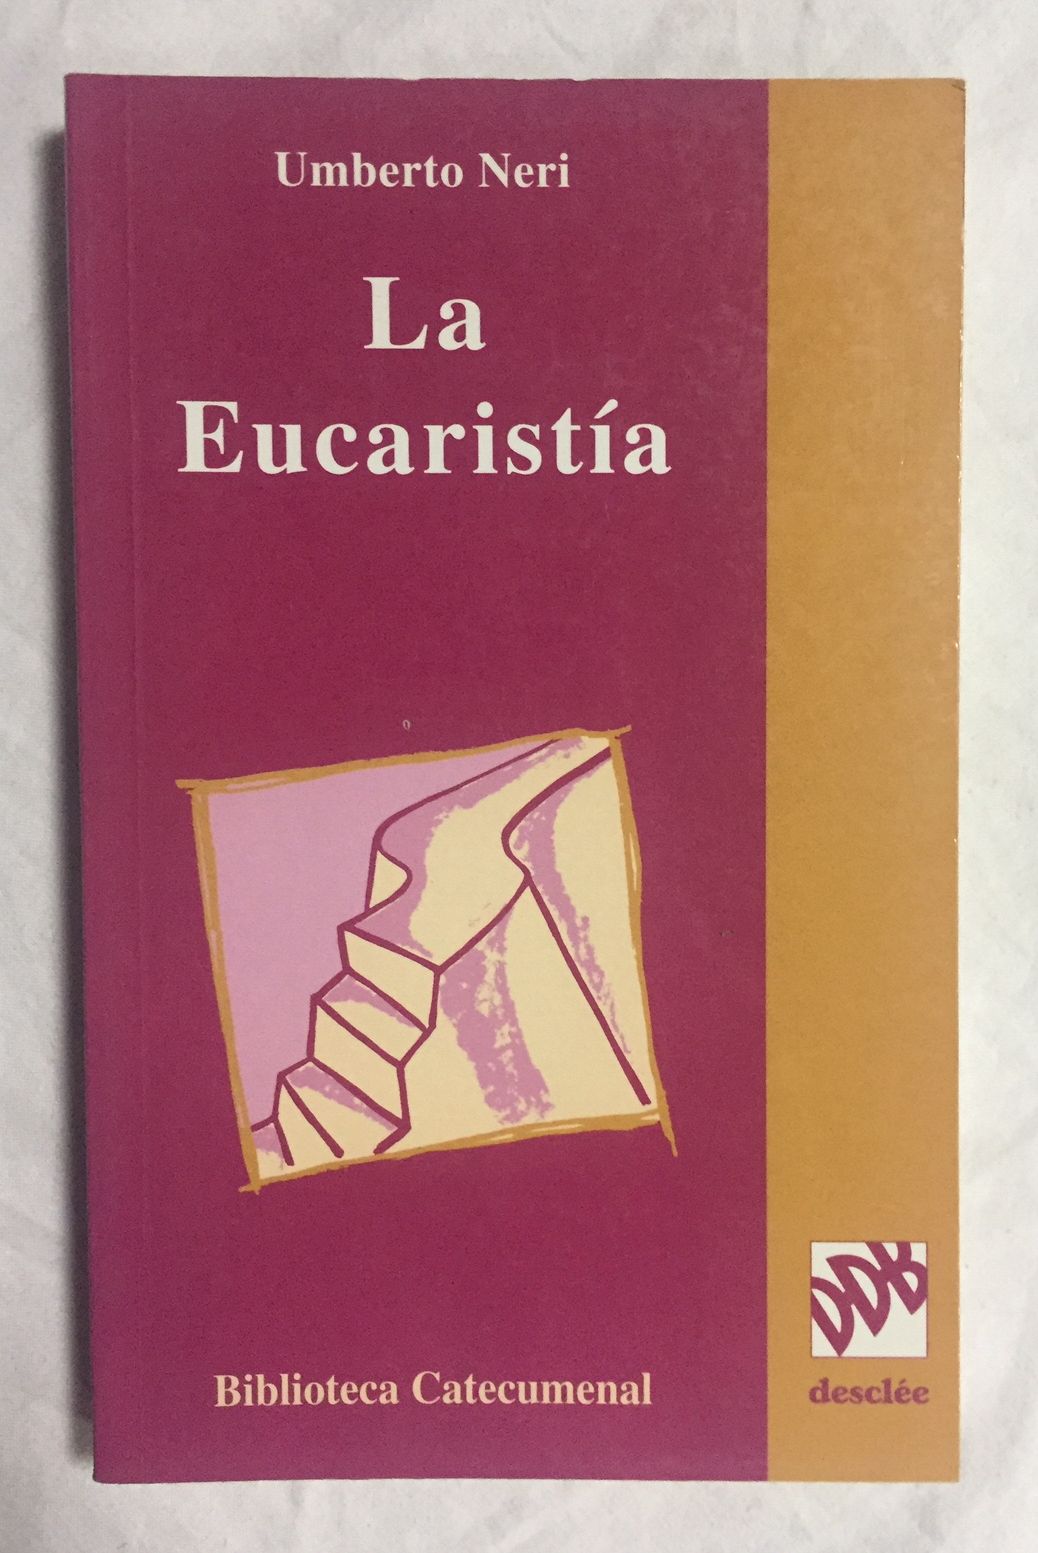 Umberto Neri
La
Eucaristía
Biblioteca Catecumenal
DDB
desclée